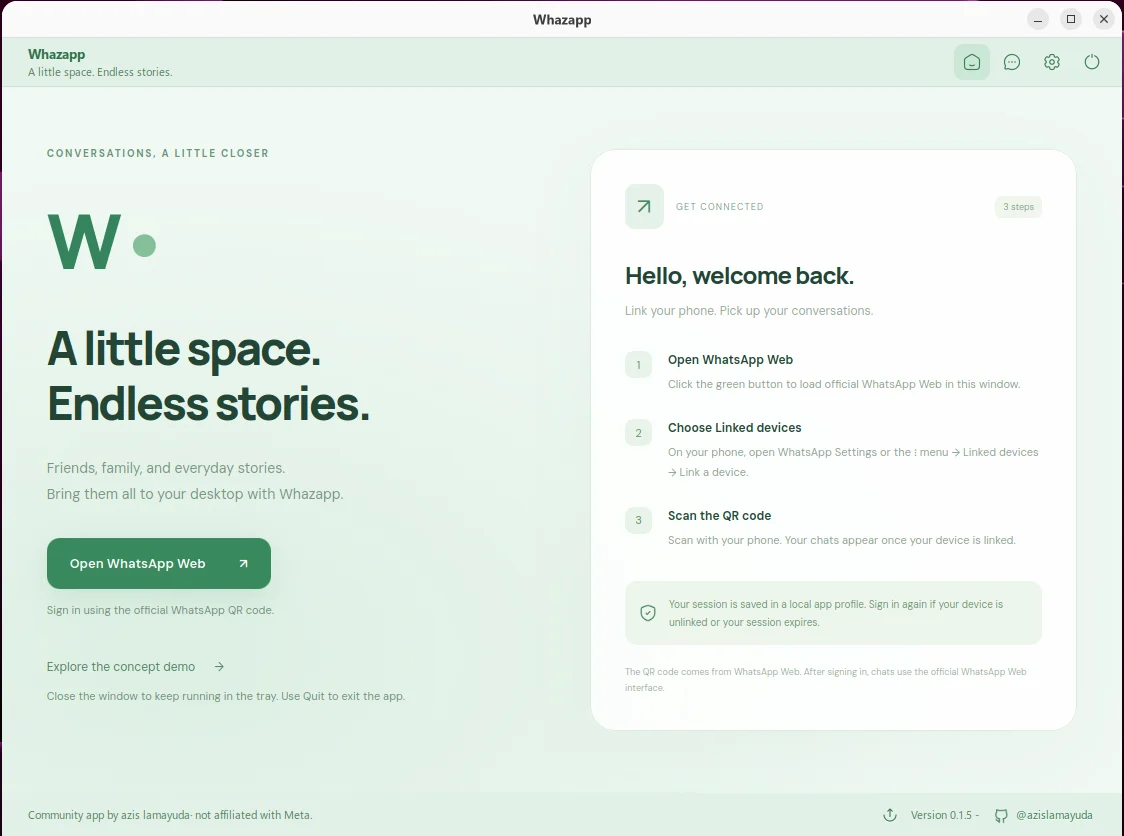 Whazapp
Whazapp
A little space. Endless stories.
CONVERSATIONS, A LITTLE CLOSER
W
A little space.
Endless stories.
Friends, family, and everyday stories.
Bring them all to your desktop with Whazapp.
Open WhatsApp Web
Sign in using the official WhatsApp QR code.
Explore the concept demo →
Close the window to keep running in the tray. Use Quit to exit the app.
GET CONNECTED
3 steps
Hello, welcome back.
Link your phone. Pick up your conversations.
1
Open WhatsApp Web
Click the green button to load official WhatsApp Web in this window.
2
Choose Linked devices
On your phone, open WhatsApp Settings or the ⋮ menu → Linked devices
→ Link a device.
3
Scan the QR code
Scan with your phone. Your chats appear once your device is linked.
Your session is saved in a local app profile. Sign in again if your device is
unlinked or your session expires.
The QR code comes from WhatsApp Web. After signing in, chats use the official WhatsApp Web
interface.
Community app by azis lamayuda· not affiliated with Meta.
Version 0.1.5 -
@azislamayuda